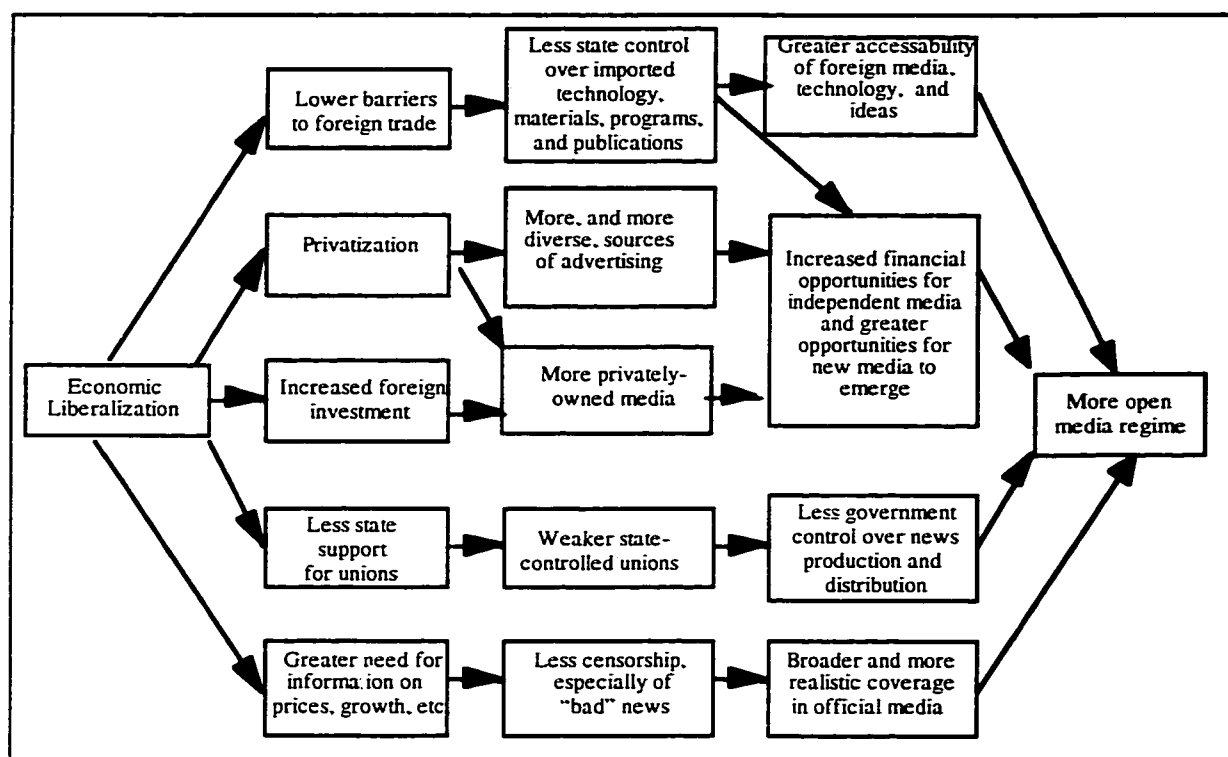 Less state control
over imported
technology,
materials, programs,
and publications
Greater accessability
of foreign media,
technology, and
ideas
Lower barriers
to foreign trade
Privatization
More, and more
diverse, sources
of advertising
Increased financial
opportunities for
independent media
and greater
opportunities for
new media to
emerge
Economic
Liberalization
Increased foreign
investment
More privately-
owned media
More open
media regime
Less state
support
for unions
Weaker state-
controlled unions
Less government
control over news
production and
distribution
Greater need for
information on
prices, growth, etc
Less censorship,
especially of
"bad" news
Broader and more
realistic coverage
in official media